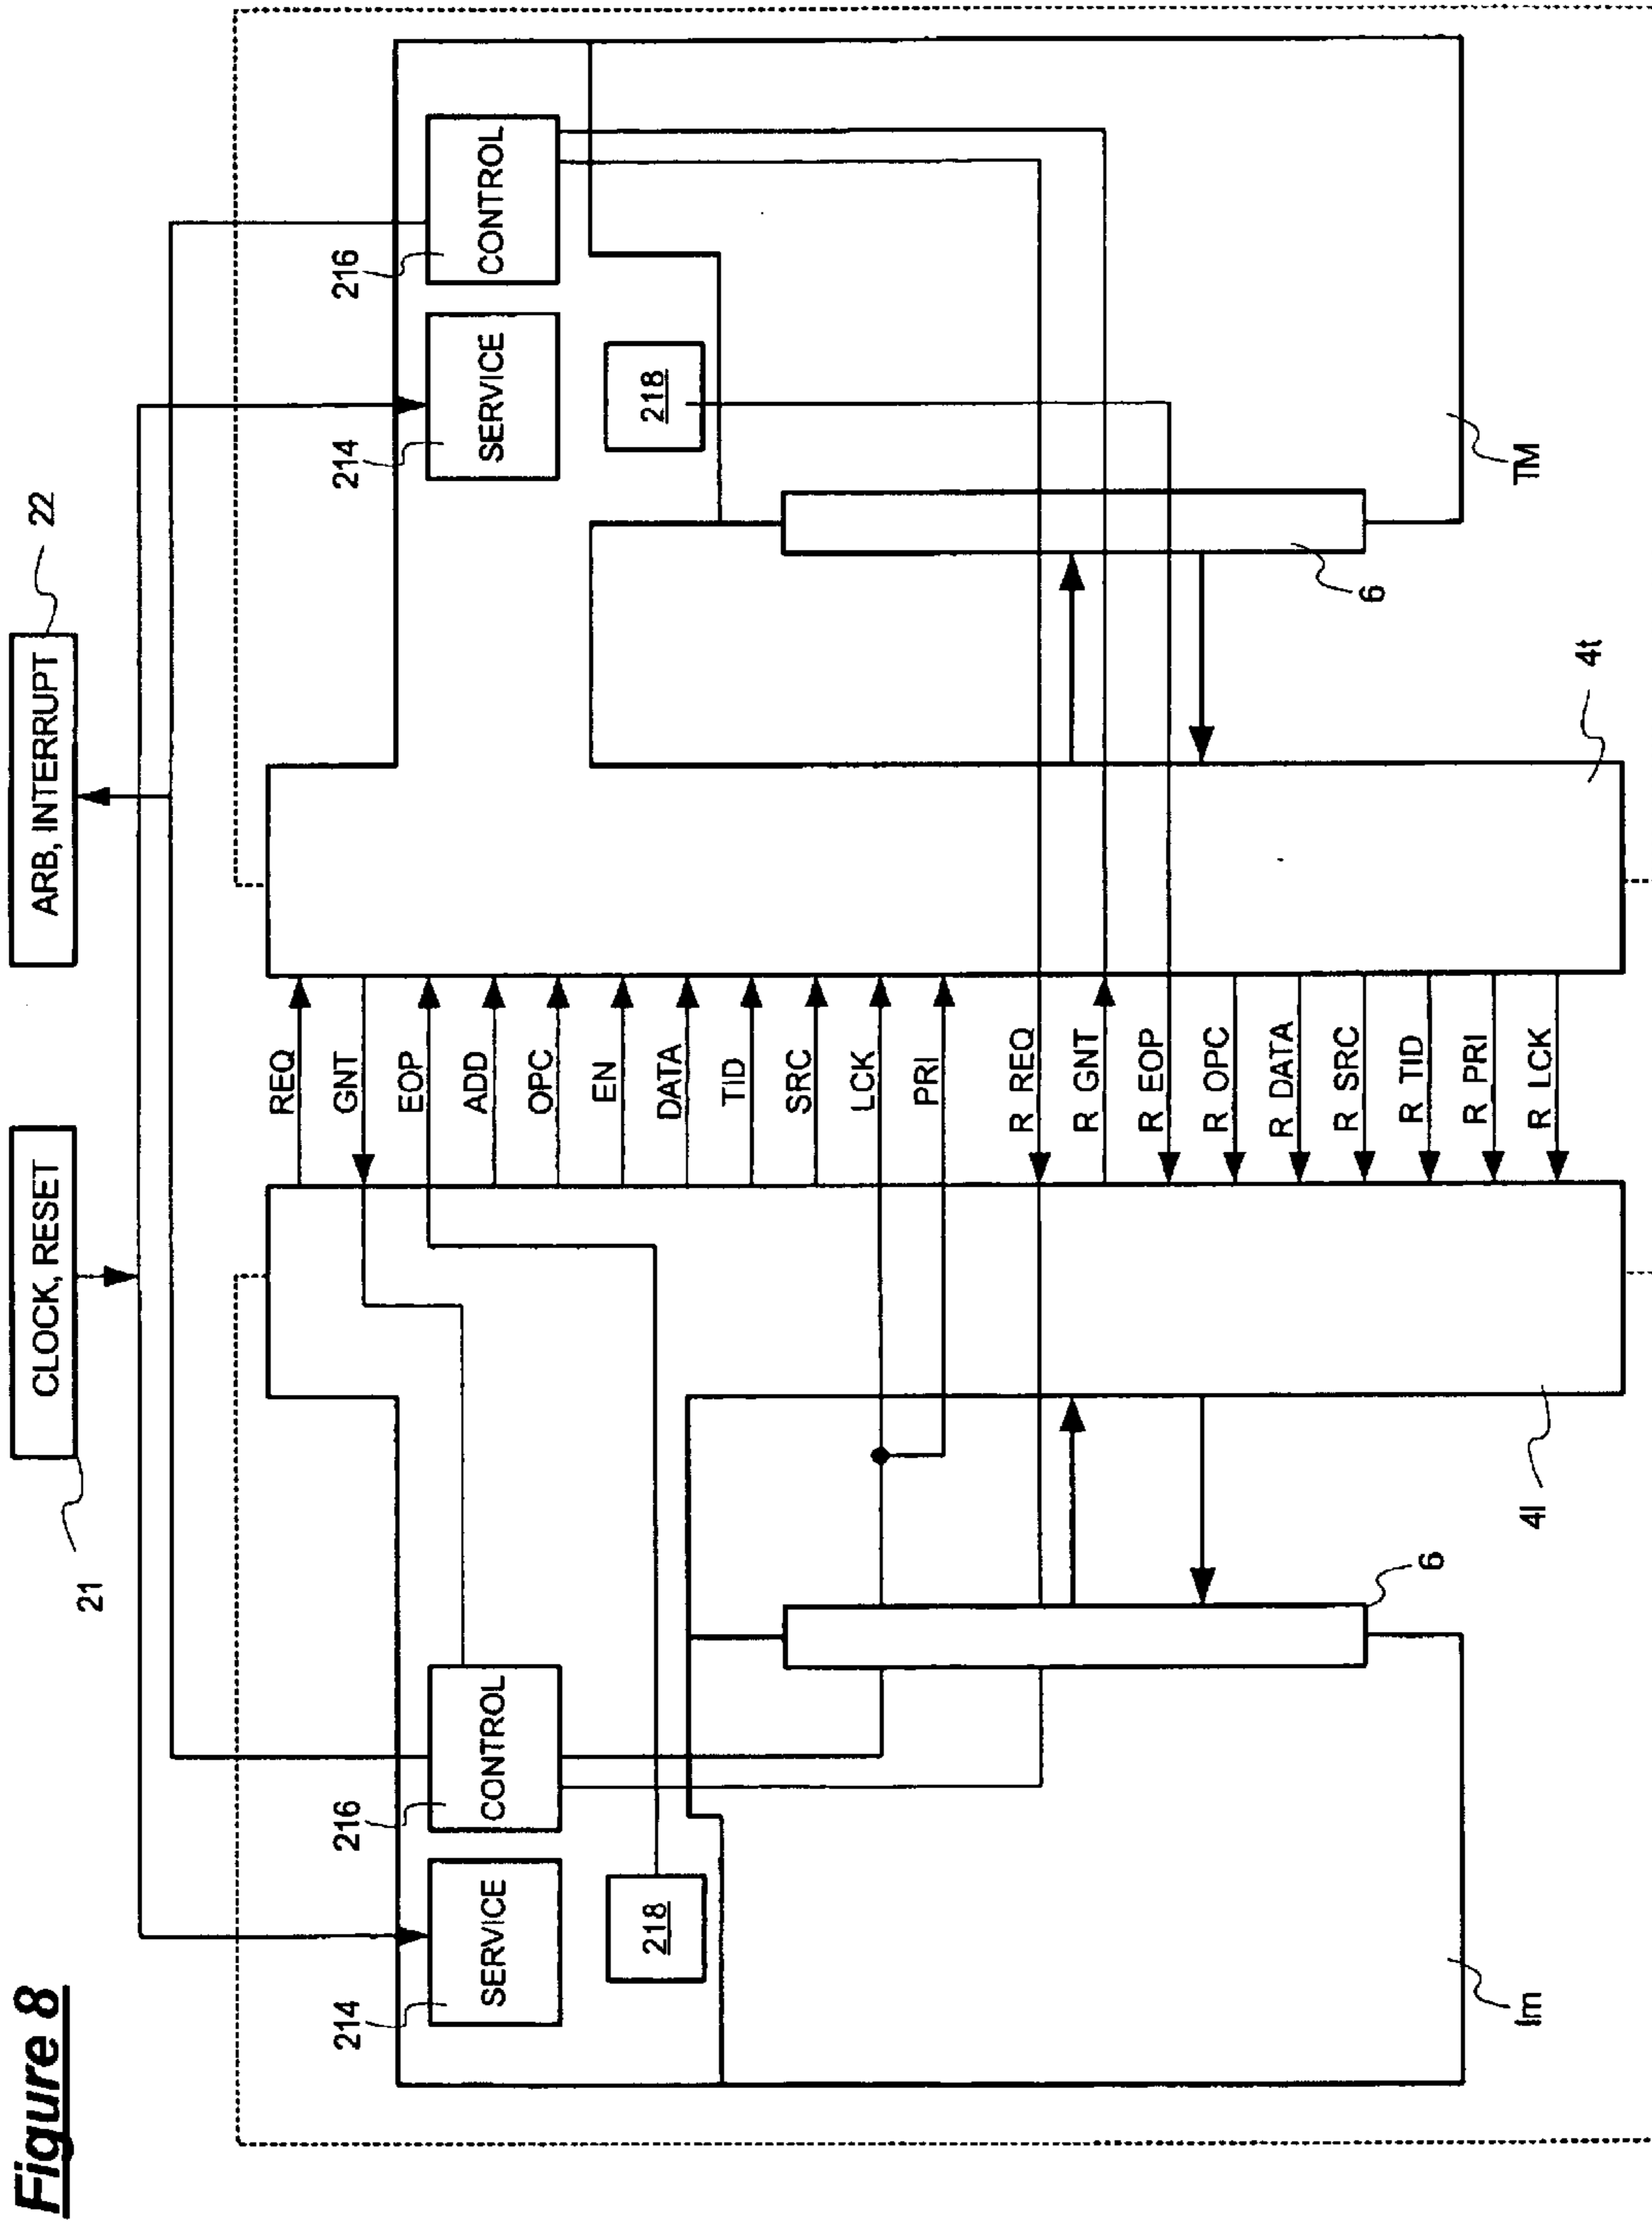 Figure 8
21
CLOCK, RESET
ARB, INTERRUPT
22
214
216
214
216
SERVICE
CONTROL
SERVICE
CONTROL
218
218
REQ
GNT
EOP
ADD
OPC
EN
DATA
TID
SRC
LCK
PRI
R REQ
R GNT
R EOP
R OPC
R DATA
R SRC
R TID
R PRI
R LCK
6
6
Im
4I
4t
TM